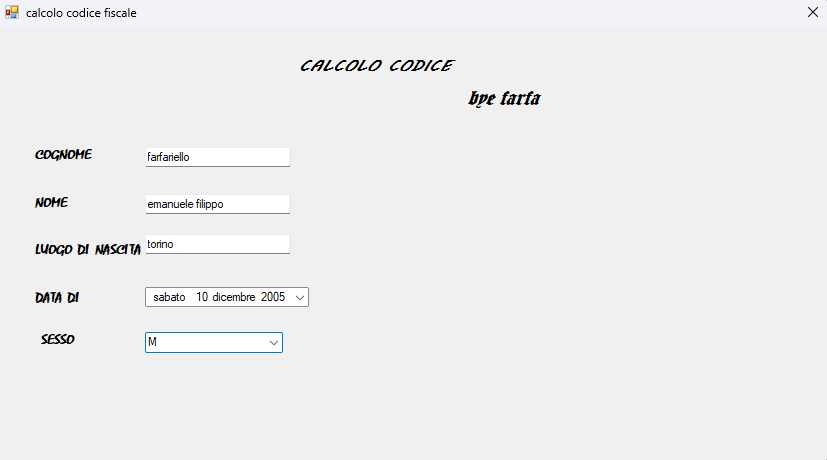 calcolo codice fiscale
CALCOLO CODICE
bye farfa
COGNOME farfariello
NOME emanuele filippo
LUOGO DI NASCITA torino
DATA DI sabato 10 dicembre 2005
SESSO M